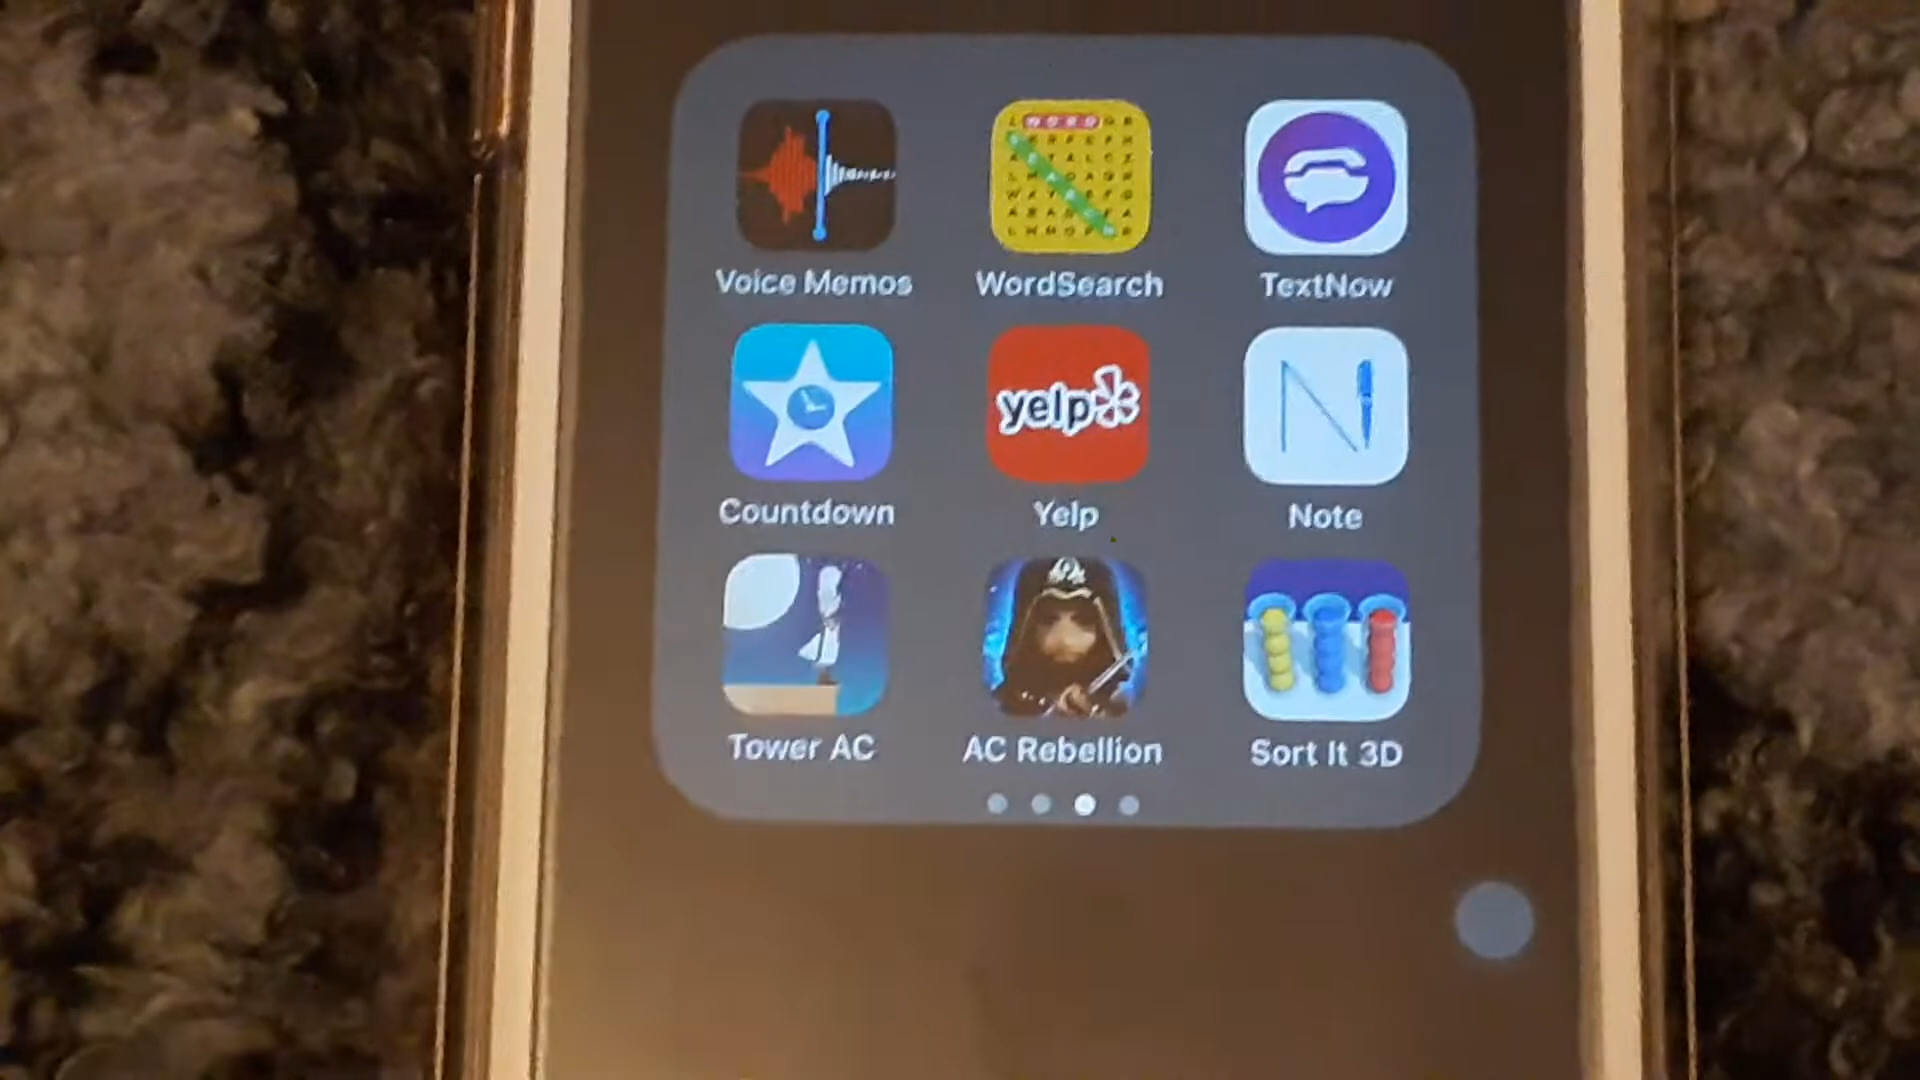 Voice Memos WordSearch TextNow
yelp
Countdown Yelp Note
Tower AC AC Rebellion Sort It 3D